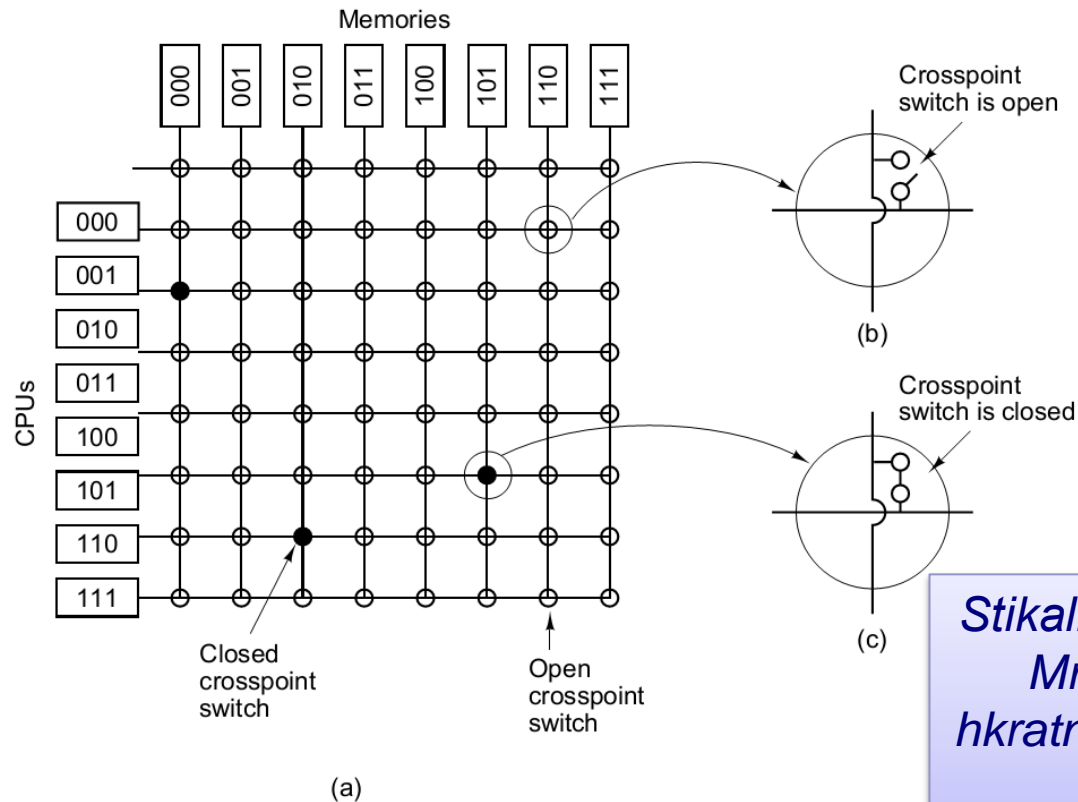 Memories
000
001
010
011
100
101
110
111
CPUs
000
001
010
011
100
101
110
111
Closed
crosspoint
switch
Open
crosspoint
switch
(a)
Crosspoint
switch is open
(b)
Crosspoint
switch is closed
(c)